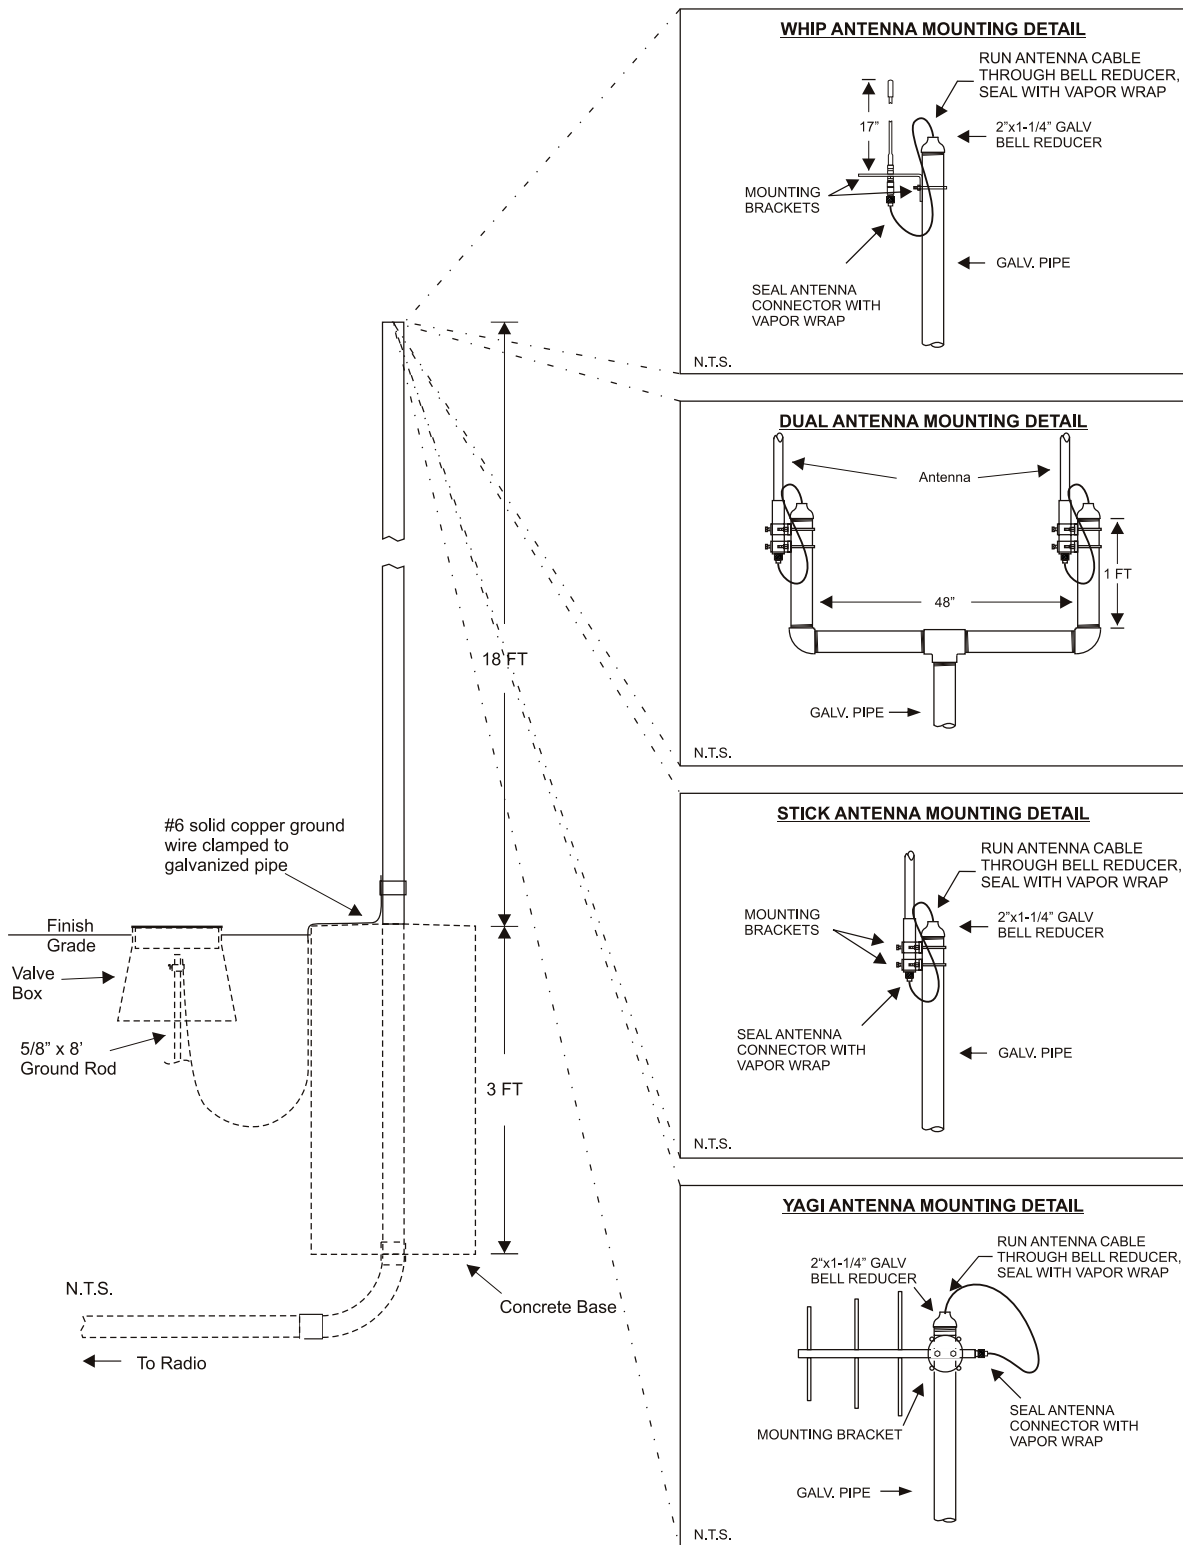 WHIP ANTENNA MOUNTING DETAIL
RUN ANTENNA CABLE
THROUGH BELL REDUCER,
SEAL WITH VAPOR WRAP
17"
2"x1-1/4" GALV
BELL REDUCER
MOUNTING
BRACKETS
GALV. PIPE
SEAL ANTENNA
CONNECTOR WITH
VAPOR WRAP
N.T.S.
DUAL ANTENNA MOUNTING DETAIL
Antenna
1 FT
48"
GALV. PIPE
N.T.S.
STICK ANTENNA MOUNTING DETAIL
RUN ANTENNA CABLE
THROUGH BELL REDUCER,
SEAL WITH VAPOR WRAP
MOUNTING
BRACKETS
2"x1-1/4" GALV
BELL REDUCER
SEAL ANTENNA
CONNECTOR WITH
VAPOR WRAP
GALV. PIPE
N.T.S.
YAGI ANTENNA MOUNTING DETAIL
RUN ANTENNA CABLE
THROUGH BELL REDUCER,
SEAL WITH VAPOR WRAP
2"x1-1/4" GALV
BELL REDUCER
SEAL ANTENNA
CONNECTOR WITH
VAPOR WRAP
MOUNTING BRACKET
GALV. PIPE
N.T.S.
18 FT
#6 solid copper ground
wire clamped to
galvanized pipe
Finish
Grade
Valve
Box
5/8" x 8'
Ground Rod
3 FT
N.T.S.
Concrete Base
To Radio